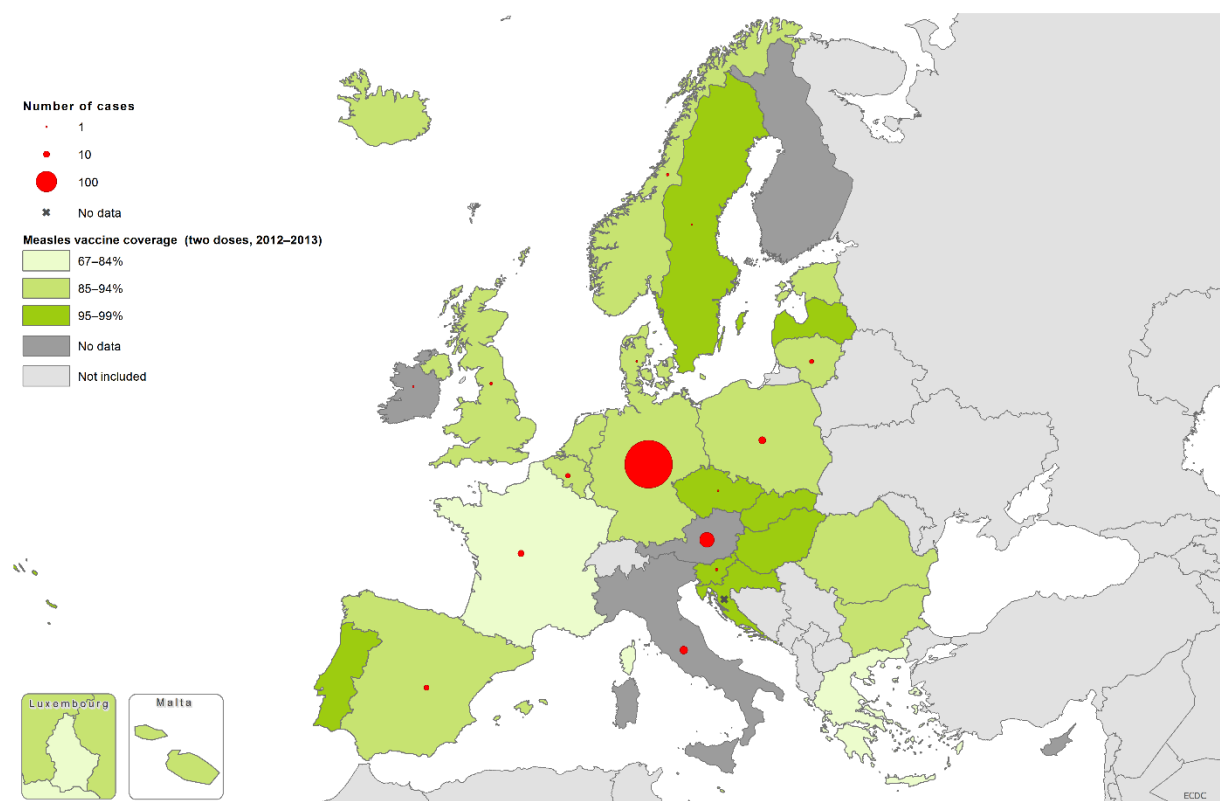 Number of cases
1
10
100
No data
Measles vaccine coverage (two doses, 2012–2013)
67–84%
85–94%
95–99%
No data
Not included
Luxembourg
Malta
ECDC